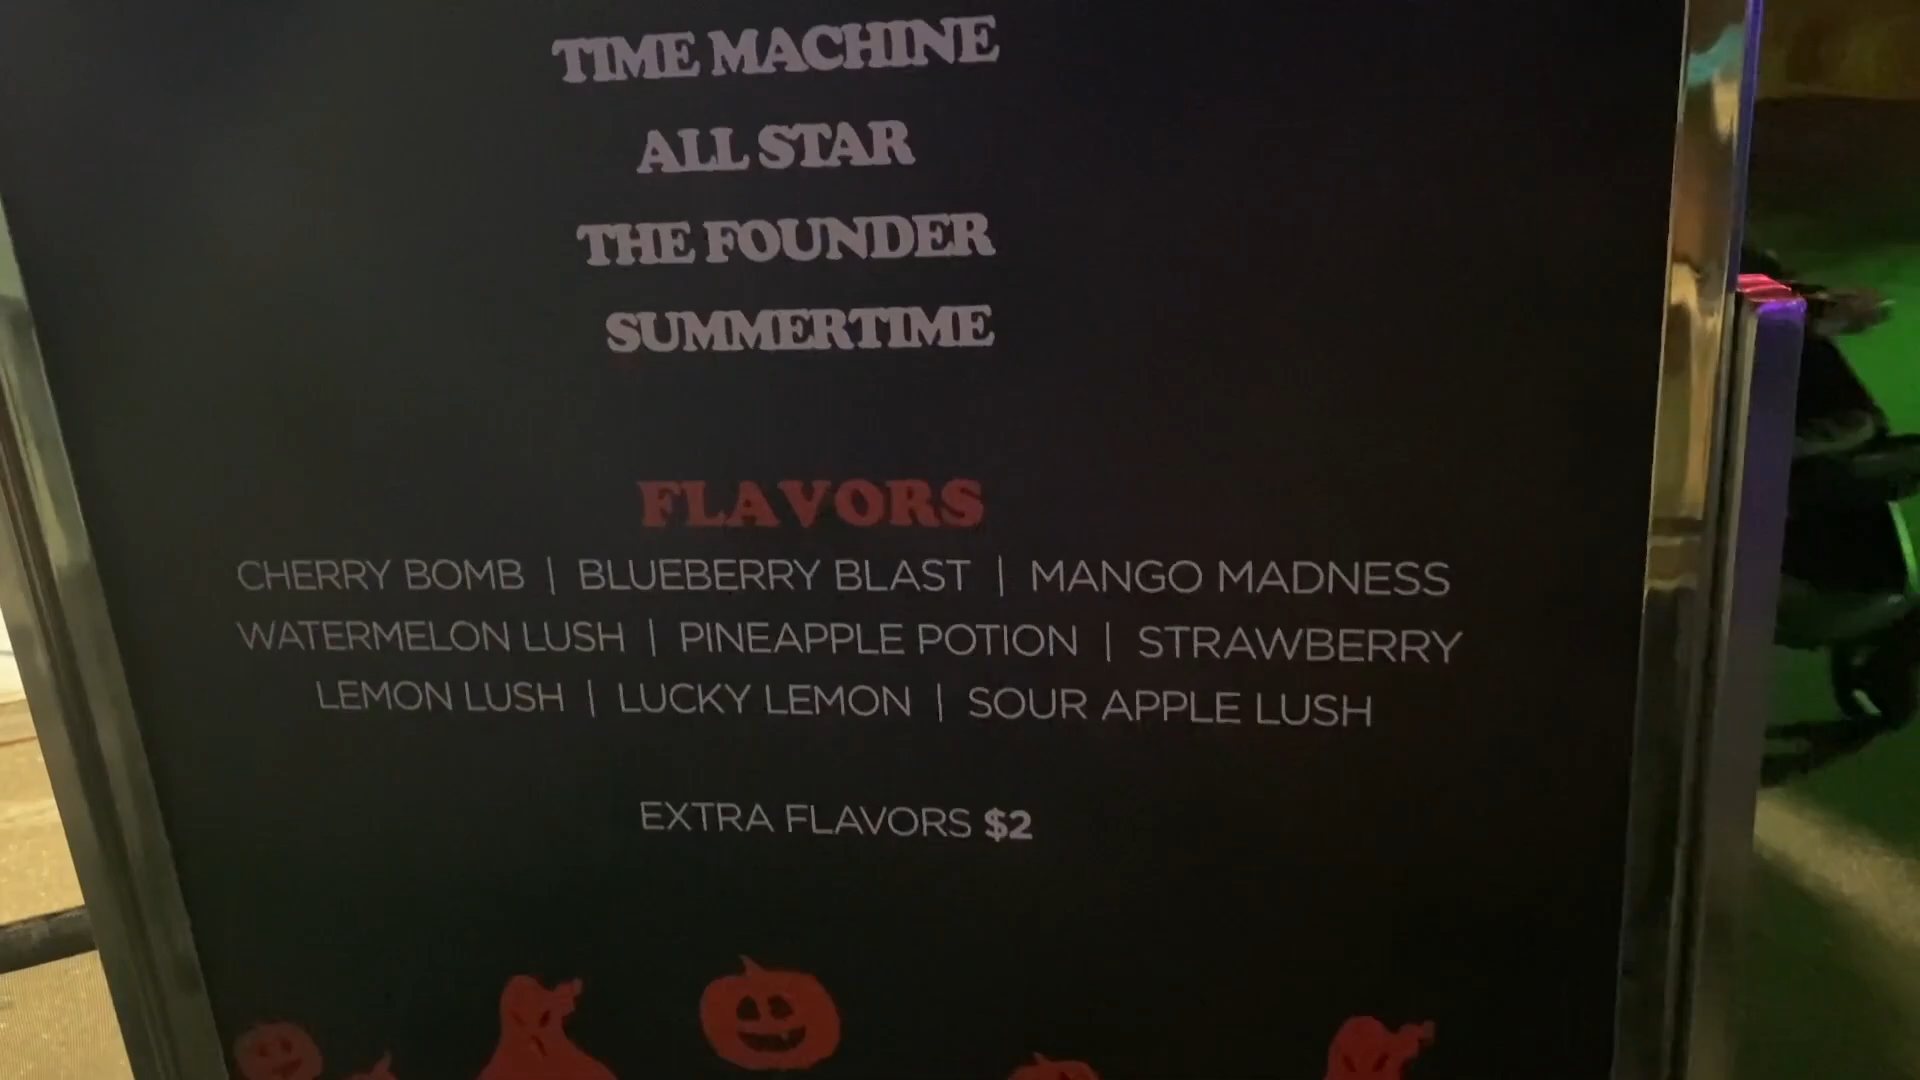 TIME MACHINE
ALL STAR
THE FOUNDER
SUMMERTIME
FLAVORS
CHERRY BOMB | BLUEBERRY BLAST | MANGO MADNESS
WATERMELON LUSH | PINEAPPLE POTION | STRAWBERRY
LEMON LUSH | LUCKY LEMON | SOUR APPLE LUSH
EXTRA FLAVORS $2